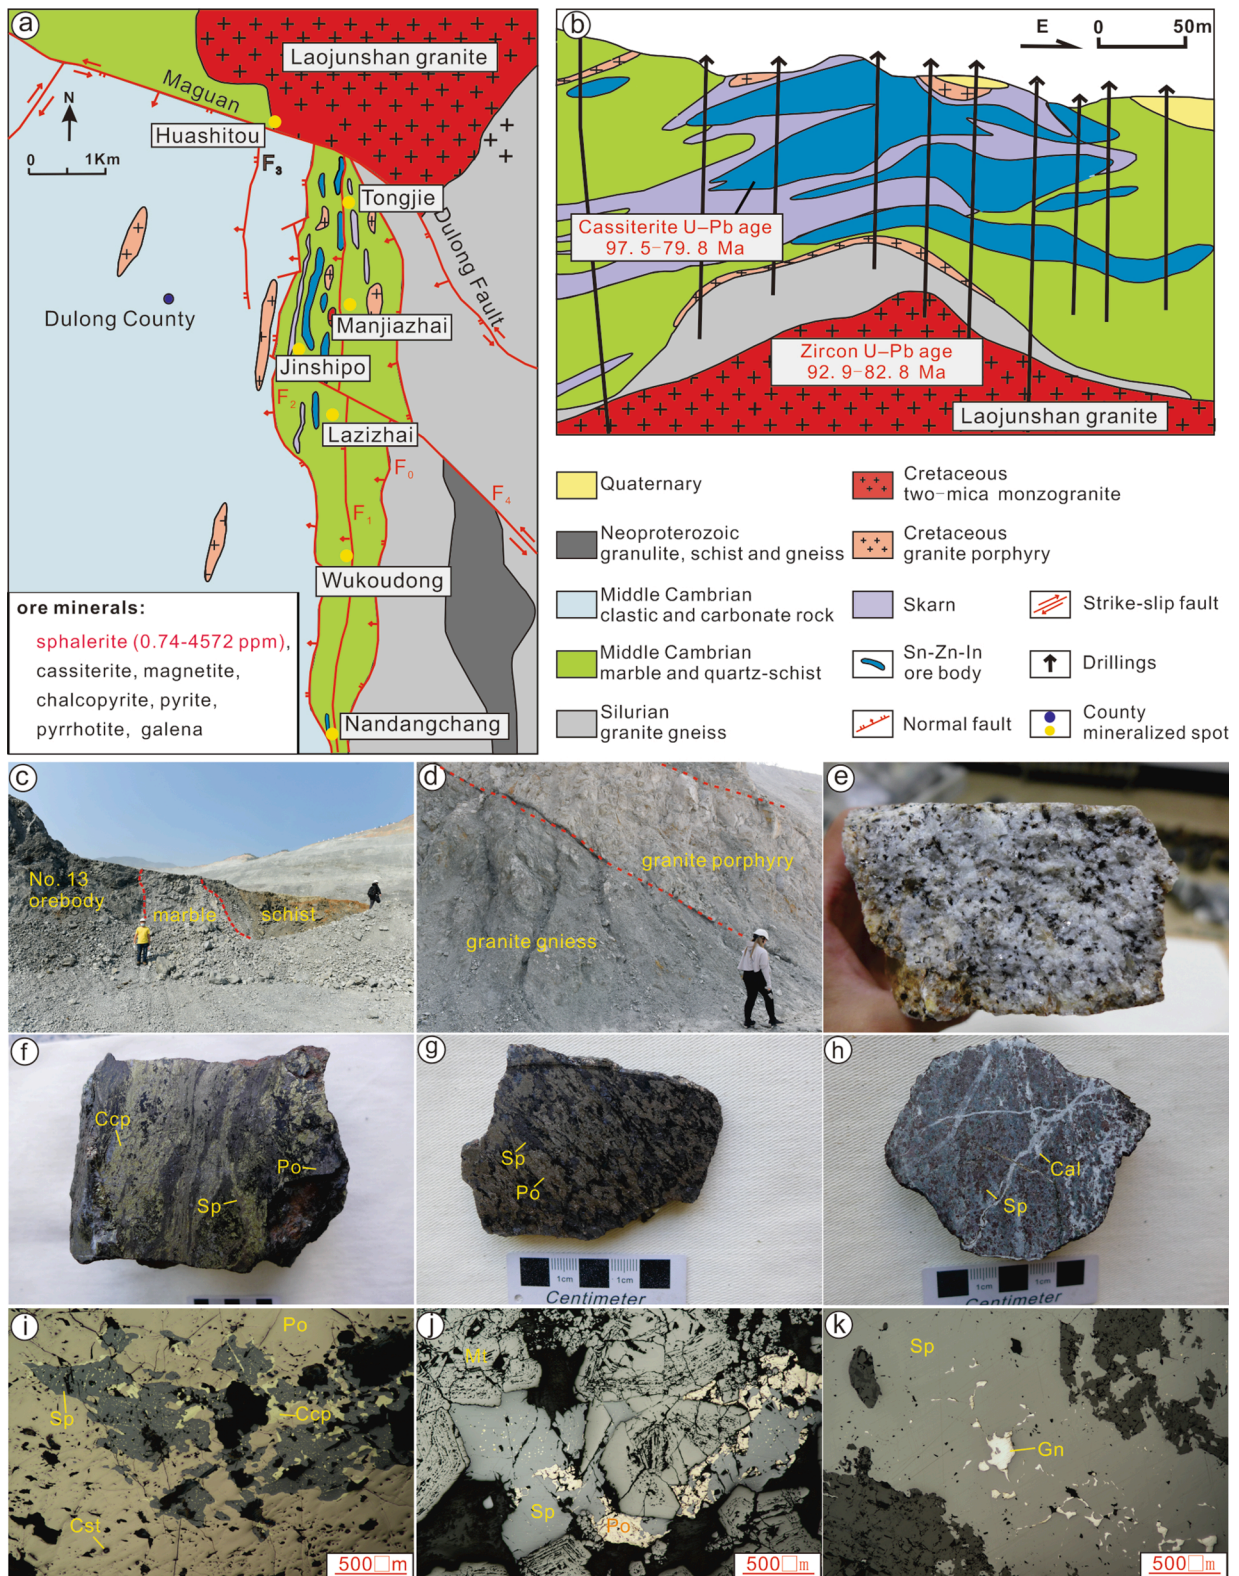 a
Laojunshan granite
Maguan
Huashitou
N
0 1Km
F3
Tongjie
Dulong Fault
Dulong County
Manjiazhai
Jinshipo
F2
Lazizhai
F0
F4
F1
Wukoudong
Nandangchang
ore minerals:
sphalerite (0.74-4572 ppm),
cassiterite, magnetite,
chalcopyrite, pyrite,
pyrrhotite, galena
b
E
0 50m
Cassiterite U–Pb age
97.5–79.8 Ma
Zircon U–Pb age
92.9–82.8 Ma
Laojunshan granite
Quaternary
Neoproterozoic
granulite, schist and gneiss
Middle Cambrian
clastic and carbonate rock
Middle Cambrian
marble and quartz-schist
Silurian
granite gneiss
Cretaceous
two-mica monzogranite
Cretaceous
granite porphyry
Skarn
Sn-Zn-In
ore body
Normal fault
Strike-slip fault
Drillings
County
mineralized spot
c
No. 13
orebody
marble
schist
d
granite porphyry
granite gniess
e
f
Ccp
Po
Sp
g
Sp
Po
1cm 1cm
Centimeter
h
Cal
Sp
1cm 1cm
Centimeter
i
Po
Sp
Ccp
Cst
500□m
j
Mt
Sp
Po
500□m
k
Sp
Gn
500□m